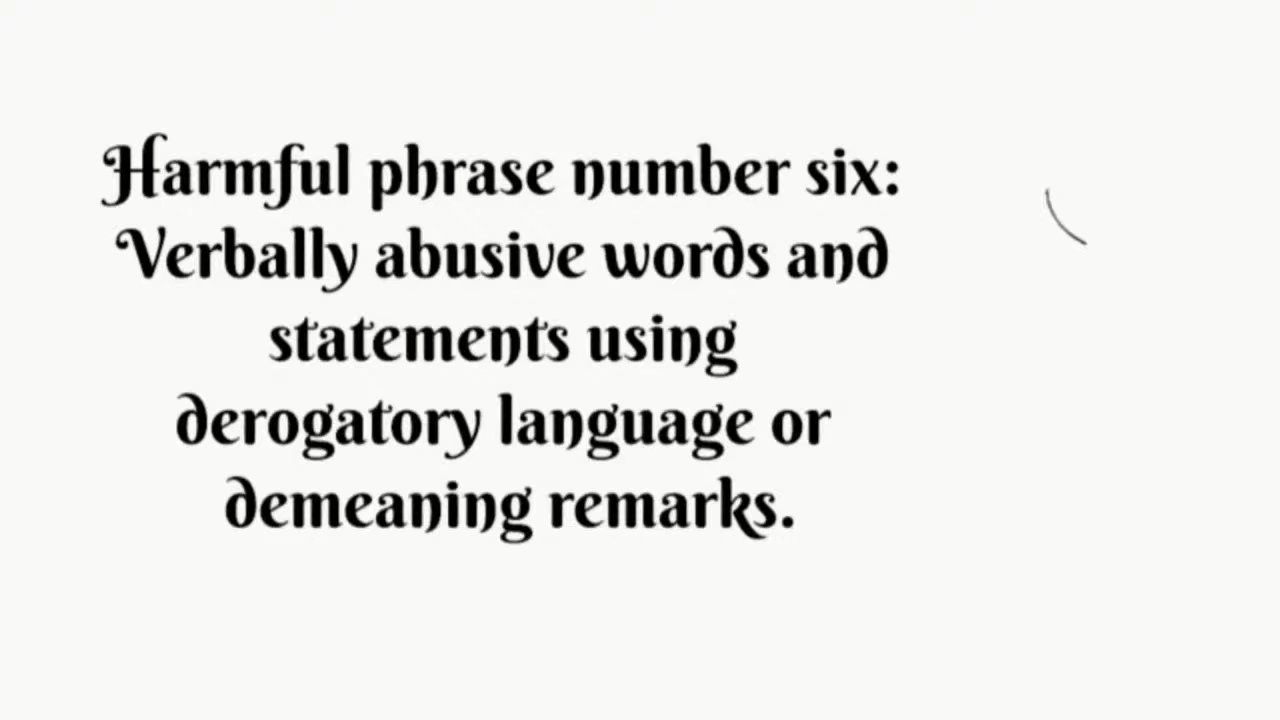 Harmful phrase number six:
Verbally abusive words and
statements using
derogatory language or
demeaning remarks.